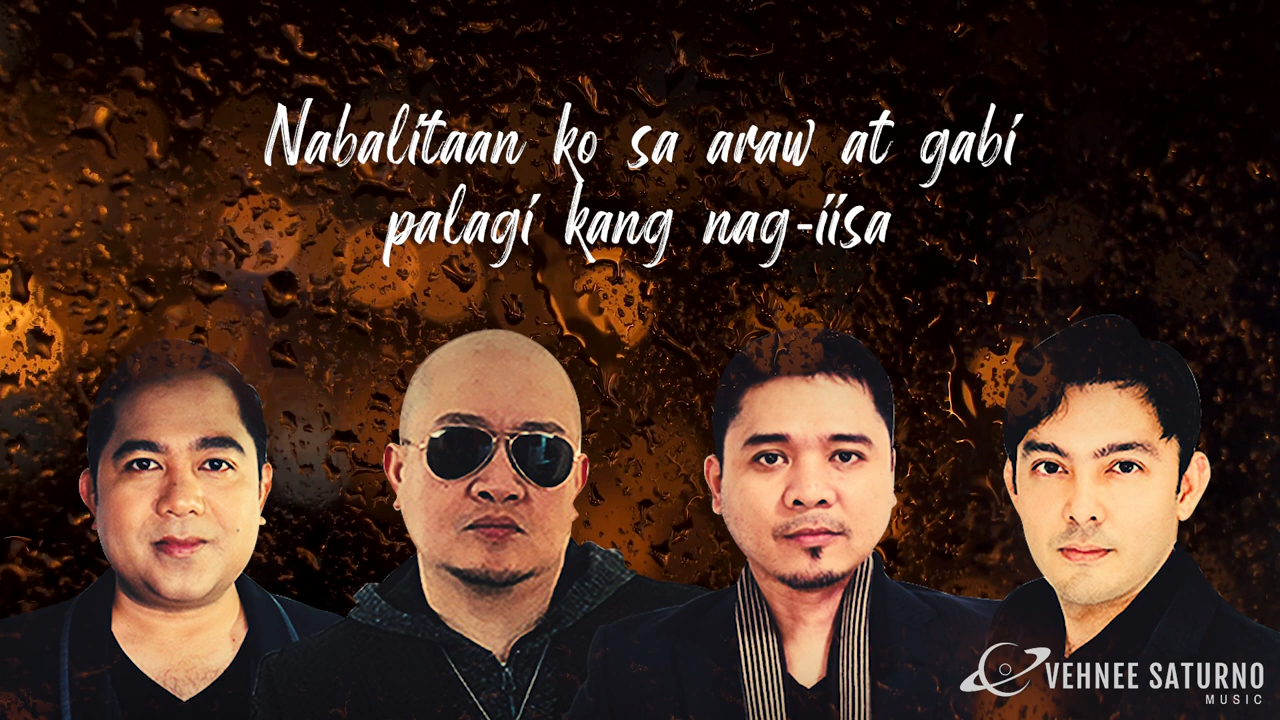 Nabalitaan ko sa araw at gabi
palagi kang nag-iisa
VEHNEE SATURNO
MUSIC